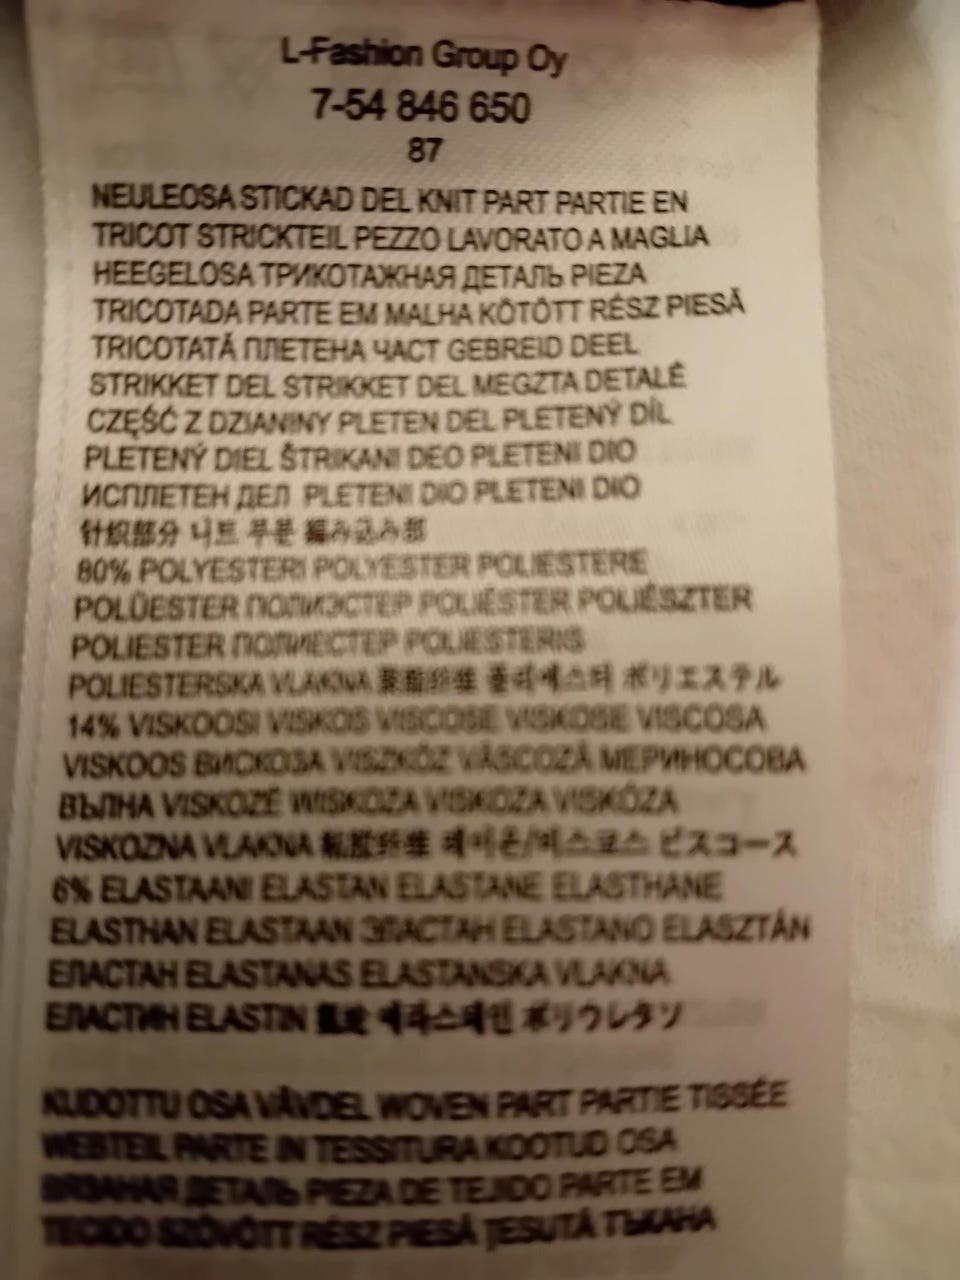 L-Fashion Group Oy
7-54 846 650
87
NEULEOSA STICKAD DEL KNIT PART PARTIE EN
TRICOT STRICKTEIL PEZZO LAVORATO A MAGLIA
HEEGELOSA ТРИКОТАЖНАЯ ДЕТАЛЬ PIEZA
TRICOTADA PARTE EM MALHA KÖTÖTT RÉSZ PIESĂ
TRICOTATĂ ПЛЕТЕНА ЧАСТ GEBREID DEEL
STRIKKET DEL STRIKKET DEL MEGZTA DETALĖ
CZĘŚĆ Z DZIANINY PLETEN DEL PLETENÝ DÍL
PLETENÝ DIEL ŠTRIKANI DEO PLETENI DIO
ИСПЛЕТЕН ДЕЛ PLETENI DIO PLETENI DIO
针织部分 니트 부분 編み込み部
80% POLYESTERI POLYESTER POLIESTERE
POLÜESTER ПОЛИЭСТЕР POLIÉSTER POLIÉSZTER
POLIESTER ПОЛИЕСТЕР POLIESTERIS
POLIESTERSKA VLAKNA 聚酯纤维 폴리에스터 ポリエステル
14% VISKOOSI VISKOS VISCOSE VISKOSE VISCOSA
VISKOOS ВИСКОЗА VISZKÓZ VÂSCOZĂ МЕРИНОСОВА
ВЪЛНА VISKOZĖ WISKOZA VISKOZA VISKÓZA
VISKOZNA VLAKNA 粘胶纤维 레이온/비스코스 ビスコース
6% ELASTAANI ELASTAN ELASTANE ELASTHANE
ELASTHAN ELASTAAN ЭЛАСТАН ELASTANO ELASZTÁN
ЕЛАСТАН ELASTANAS ELASTANSKA VLAKNA
ЕЛАСТИН ELASTIN 氨纶 에라스테인 ポリウレタン
KUDOTTU OSA VÄVDEL WOVEN PART PARTIE TISSÉE
WEBTEIL PARTE IN TESSITURA KOOTUD OSA
ВЯЗАНАЯ ДЕТАЛЬ PIEZA DE TEJIDO PARTE EM
TECIDO SZÖVÖTT RÉSZ PIESĂ ŢESUTĂ ТЪКАНА